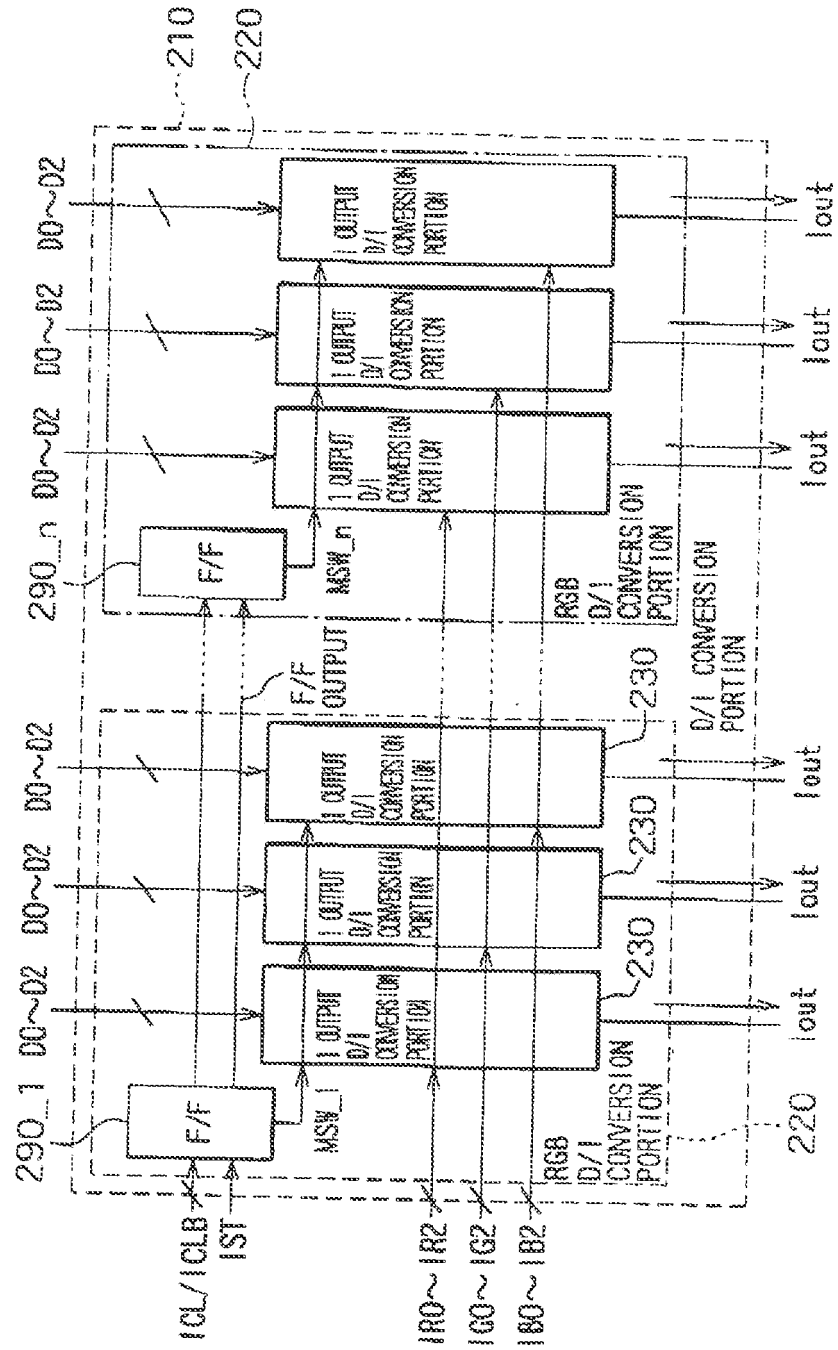 210
220
D0~D2
D0~D2
D0~D2
D0~D2
D0~D2
D0~D2
290_1
290_n
F/F
F/F
ICL/ICLB
IST
F/F
OUTPUT
MSW_1
MSW_n
1 OUTPUT
D/I
CONVERSION
PORTION
1 OUTPUT
D/I
CONVERSION
PORTION
1 OUTPUT
D/I
CONVERSION
PORTION
1 OUTPUT
D/I
CONVERSION
PORTION
1 OUTPUT
D/I
CONVERSION
PORTION
1 OUTPUT
D/I
CONVERSION
PORTION
IR0~IR2
IG0~IG2
IB0~IB2
230
230
230
RGB
D/I
CONVERSION
PORTION
RGB
D/I
CONVERSION
PORTION
220
D/I CONVERSION
PORTION
Iout
Iout
Iout
Iout
Iout
Iout